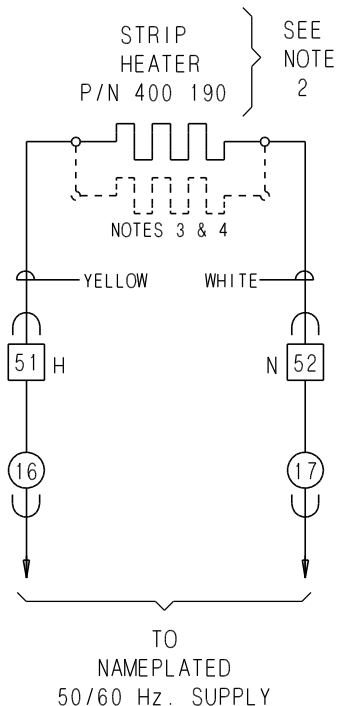 STRIP
HEATER
P/N 400 190
SEE
NOTE
2
NOTES 3 & 4
YELLOW
WHITE
51
H
N
52
16
17
TO
NAMEPLATED
50/60 Hz. SUPPLY